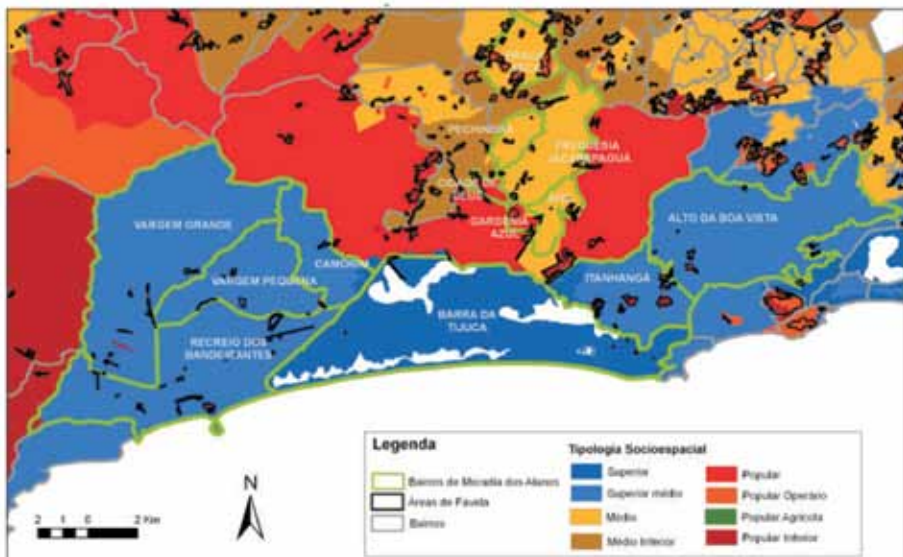 VARGEM GRANDE
VARGEM PEQUENA
CAMORIM
RECREIO DOS
BANDEIRANTES
BARRA DA
TIJUCA
ITANHANGÁ
ALTO DA BOA VISTA
FREGUESIA
JACAREPAGUÁ
PECHINCHA
GARDÊNIA
AZUL
N
2 1 0 2 Km
Legenda
Bairros de Moradia dos Alunos
Áreas de Favela
Bairros
Tipologia Socioespacial
Superior
Superior médio
Médio
Médio Inferior
Popular
Popular Operário
Popular Agrícola
Popular Inferior